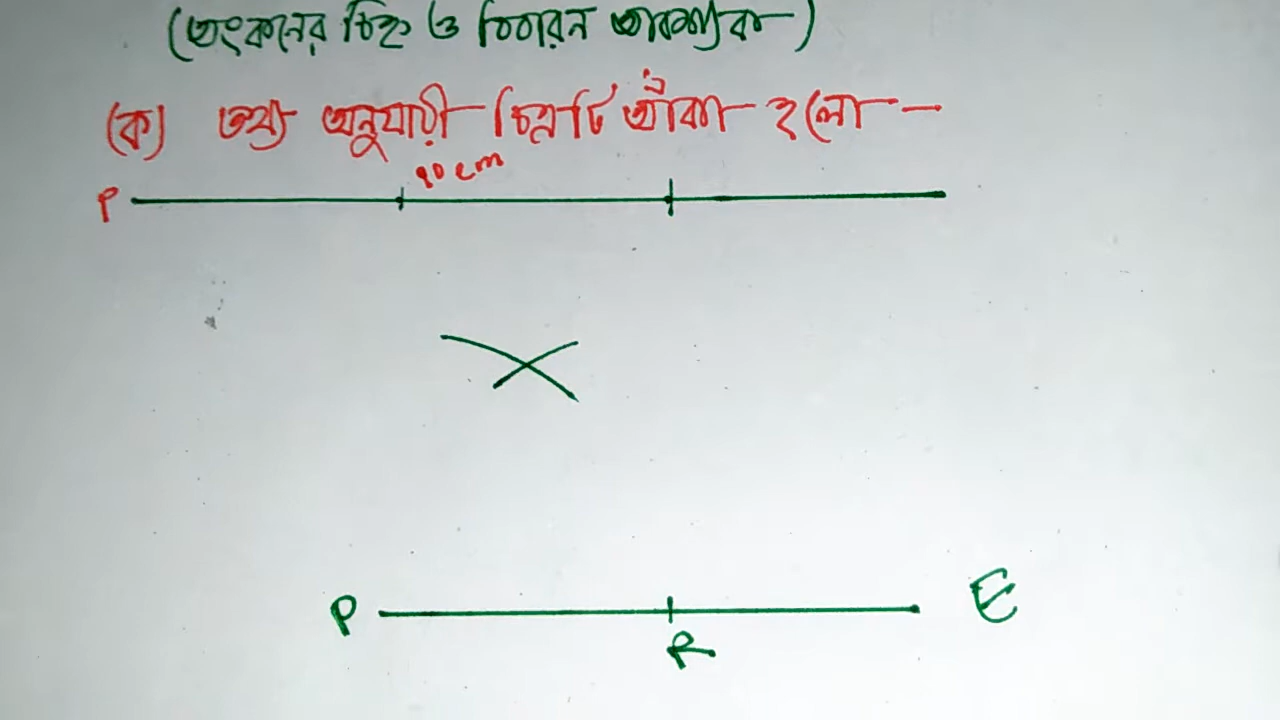 (অংকনের চিহ্ন ও বিবরন আবশ্যক)
(ক) তথ্য অনুযায়ী চিত্রটি আঁকা হলো -
10 cm
P
P
E
R